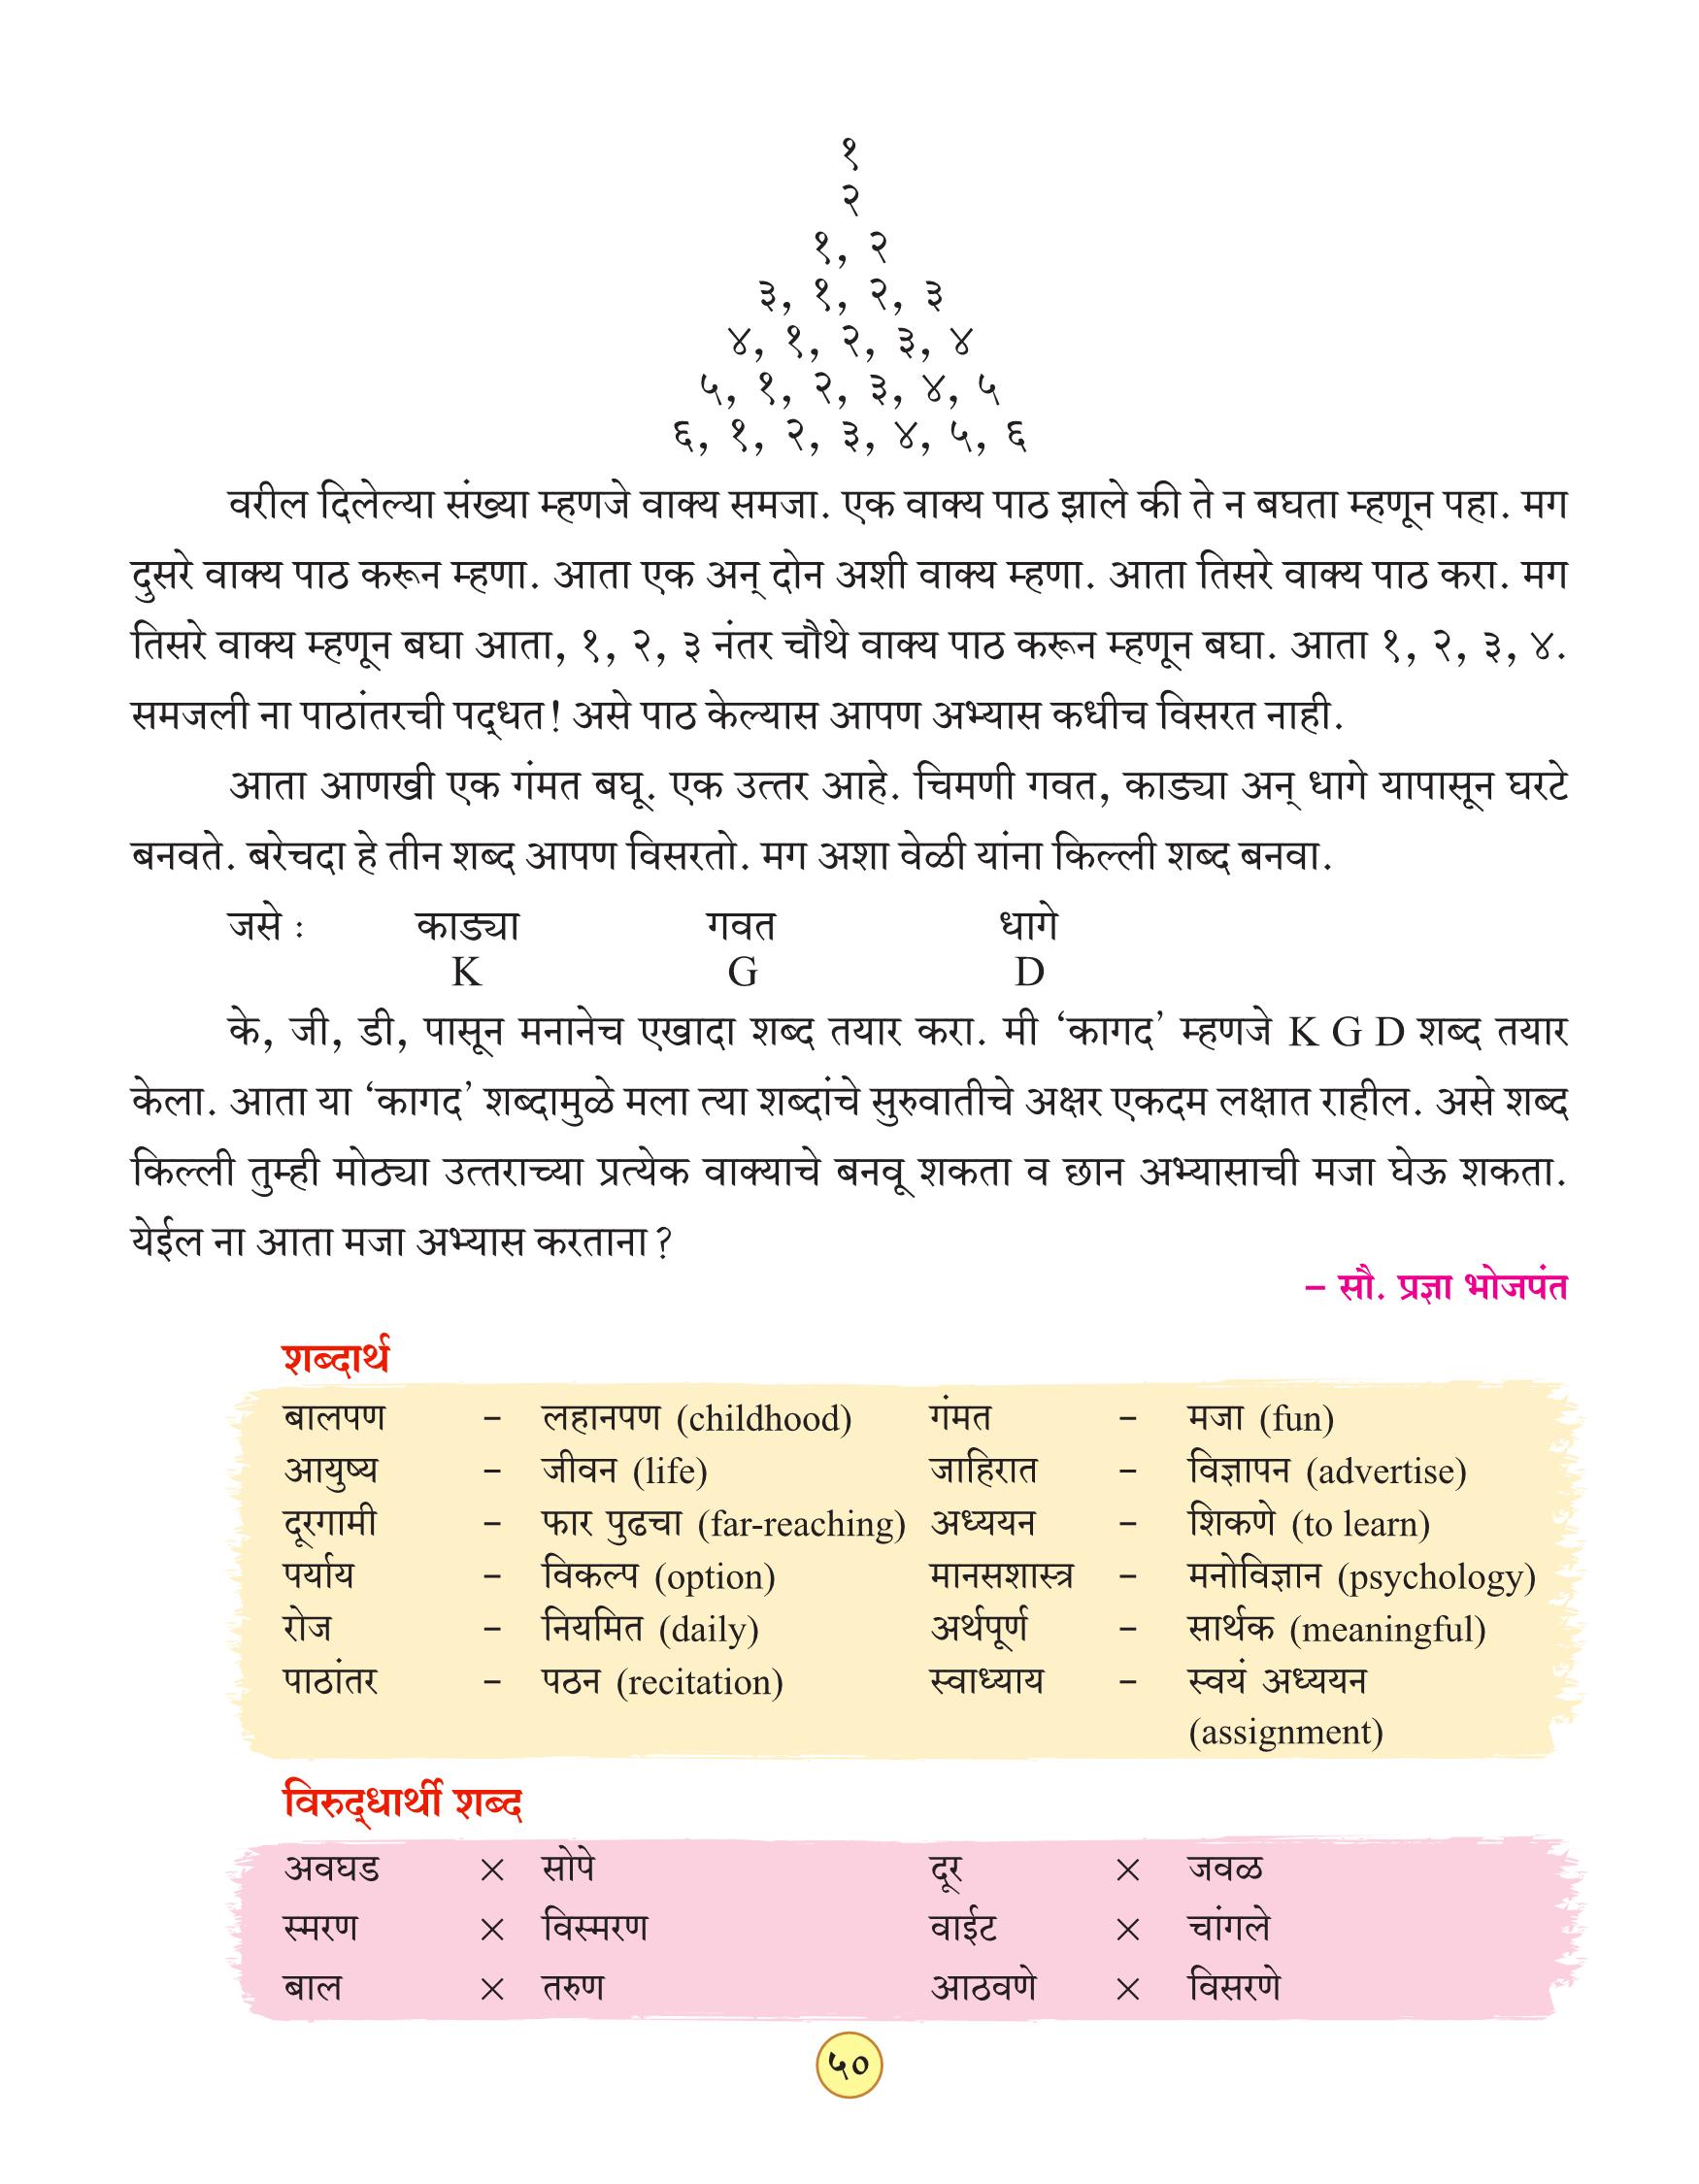 १
२
१, २
३, १, २, ३
४, १, २, ३, ४
५, १, २, ३, ४, ५
६, १, २, ३, ४, ५, ६
वरील दिलेल्या संख्या म्हणजे वाक्य समजा. एक वाक्य पाठ झाले की ते न बघता म्हणून पहा. मग
दुसरे वाक्य पाठ करून म्हणा. आता एक अन् दोन अशी वाक्य म्हणा. आता तिसरे वाक्य पाठ करा. मग
तिसरे वाक्य म्हणून बघा आता, १, २, ३ नंतर चौथे वाक्य पाठ करून म्हणून बघा. आता १, २, ३, ४.
समजली ना पाठांतरची पद्धत! असे पाठ केल्यास आपण अभ्यास कधीच विसरत नाही.
आता आणखी एक गंमत बघू. एक उत्तर आहे. चिमणी गवत, काड्या अन् धागे यापासून घरटे
बनवते. बरेचदा हे तीन शब्द आपण विसरतो. मग अशा वेळी यांना किल्ली शब्द बनवा.
जसे : काड्या गवत धागे
K G D
के, जी, डी, पासून मनानेच एखादा शब्द तयार करा. मी ‘कागद’ म्हणजे K G D शब्द तयार
केला. आता या ‘कागद’ शब्दामुळे मला त्या शब्दांचे सुरुवातीचे अक्षर एकदम लक्षात राहील. असे शब्द
किल्ली तुम्ही मोठ्या उत्तराच्या प्रत्येक वाक्याचे बनवू शकता व छान अभ्यासाची मजा घेऊ शकता.
येईल ना आता मजा अभ्यास करताना?
– सौ. प्रज्ञा भोजपंत
शब्दार्थ
बालपण – लहानपण (childhood) गंमत – मजा (fun)
आयुष्य – जीवन (life) जाहिरात – विज्ञापन (advertise)
दूरगामी – फार पुढचा (far-reaching) अध्ययन – शिकणे (to learn)
पर्याय – विकल्प (option) मानसशास्त्र – मनोविज्ञान (psychology)
रोज – नियमित (daily) अर्थपूर्ण – सार्थक (meaningful)
पाठांतर – पठन (recitation) स्वाध्याय – स्वयं अध्ययन
(assignment)
विरुद्धार्थी शब्द
अवघड × सोपे दूर × जवळ
स्मरण × विस्मरण वाईट × चांगले
बाल × तरुण आठवणे × विसरणे
५०